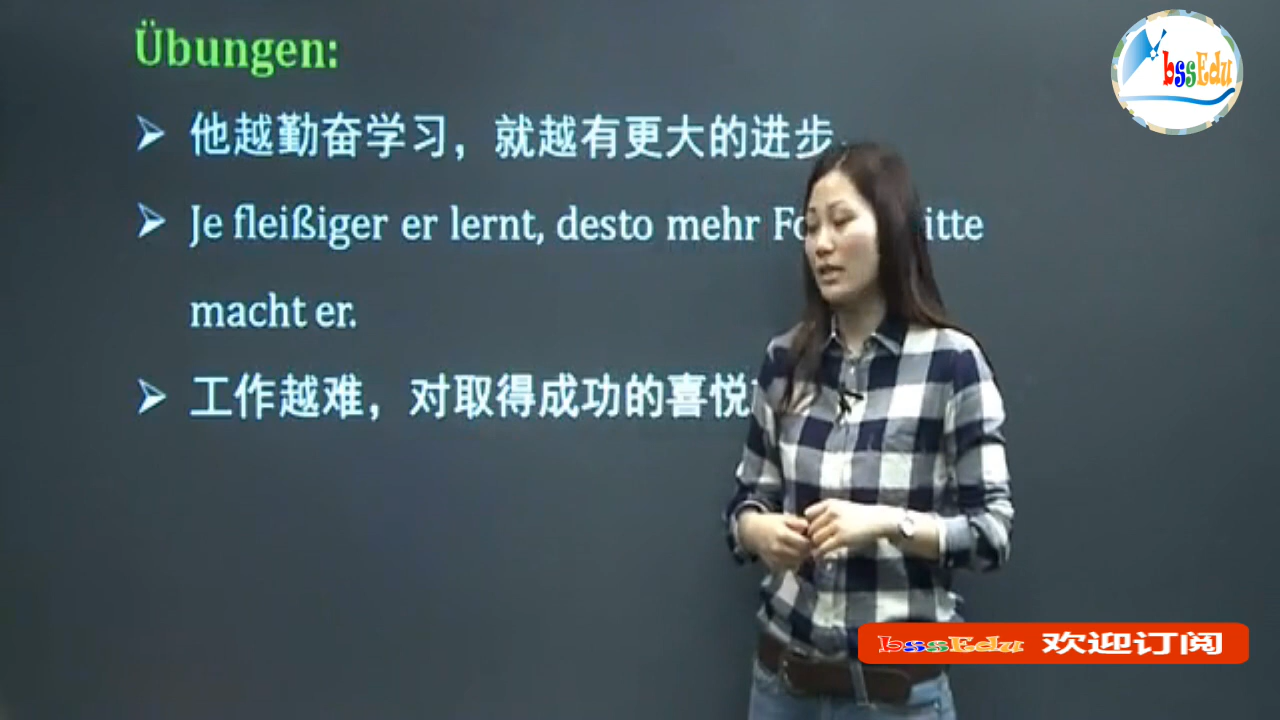 Übungen:
bssEdu
他越勤奋学习，就越有更大的进步
Je fleißiger er lernt, desto mehr
macht er.
工作越难，对取得成功的喜悦
bssEdu 欢迎订阅